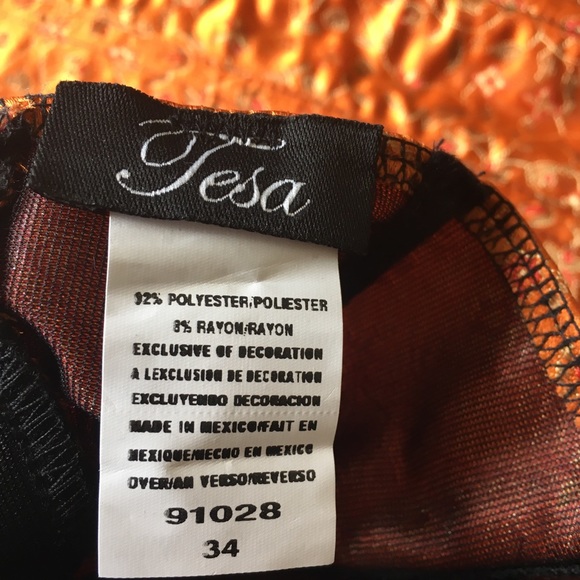 Tesa
92% POLYESTER/POLIESTER
8% RAYON/RAYON
EXCLUSIVE OF DECORATION
A LEXCLUSION DE DECORATION
EXCLUYENDO DECORACION
MADE IN MEXICO/FAIT EN
MEXIQUE/HECHO EN MEXICO
OVER/AN VERSO/REVERSO
91028
34